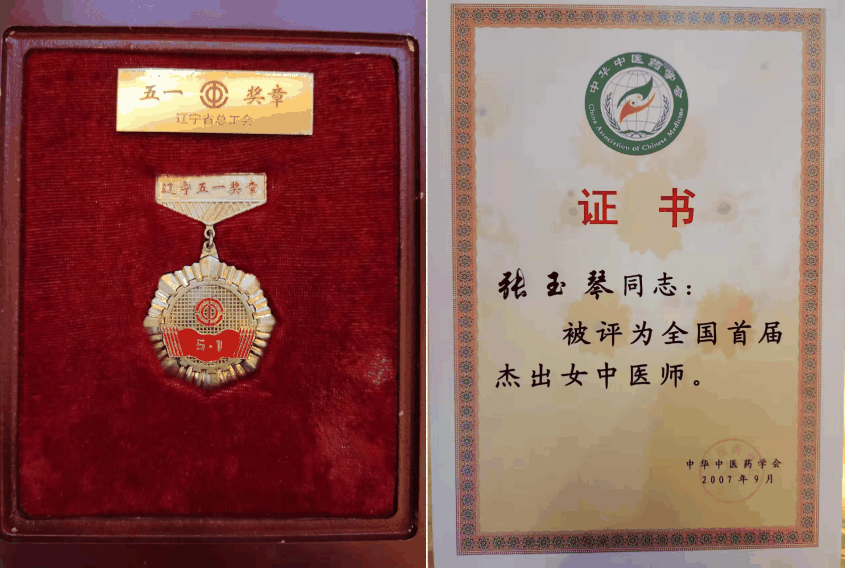 五一 奖章
辽宁省总工会
辽宁五一奖章
5·1
中华中医药学会
China Association of Chinese Medicine
证书
张玉琴同志：
被评为全国首届
杰出女中医师。
中华中医药学会
2007年9月